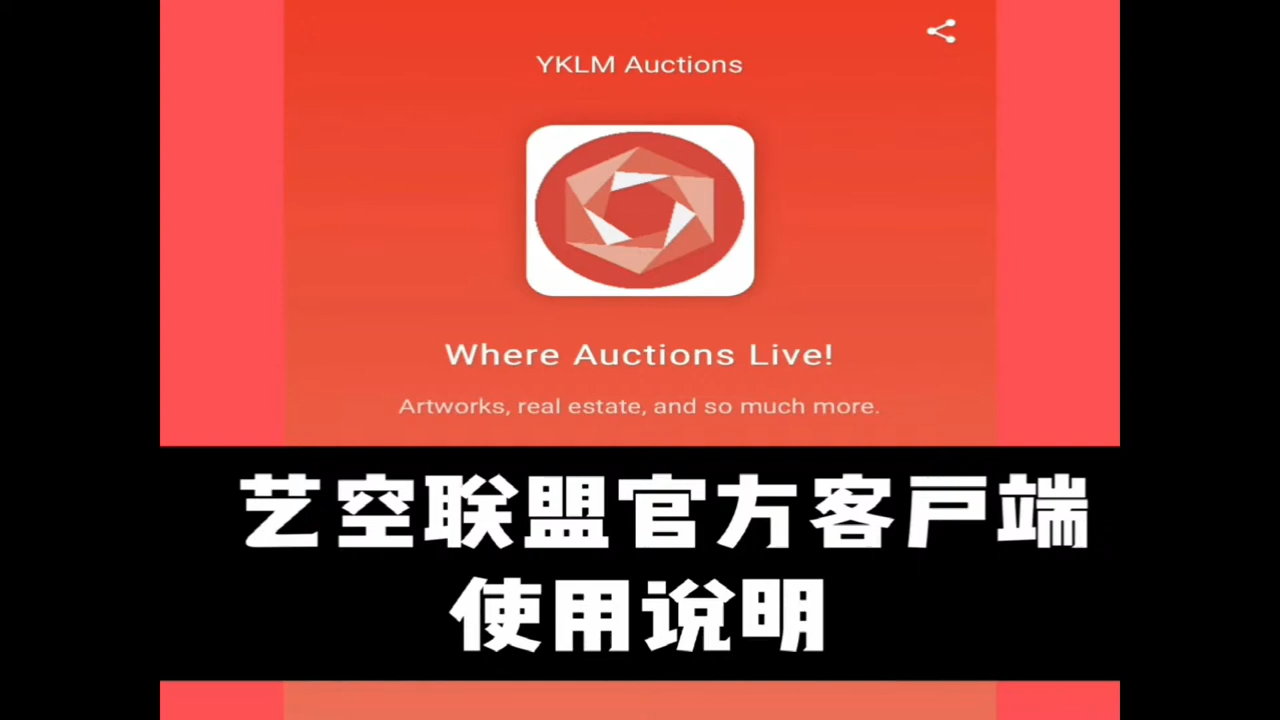 YKLM Auctions
Where Auctions Live!
Artworks, real estate, and so much more.
艺空联盟官方客户端
使用说明